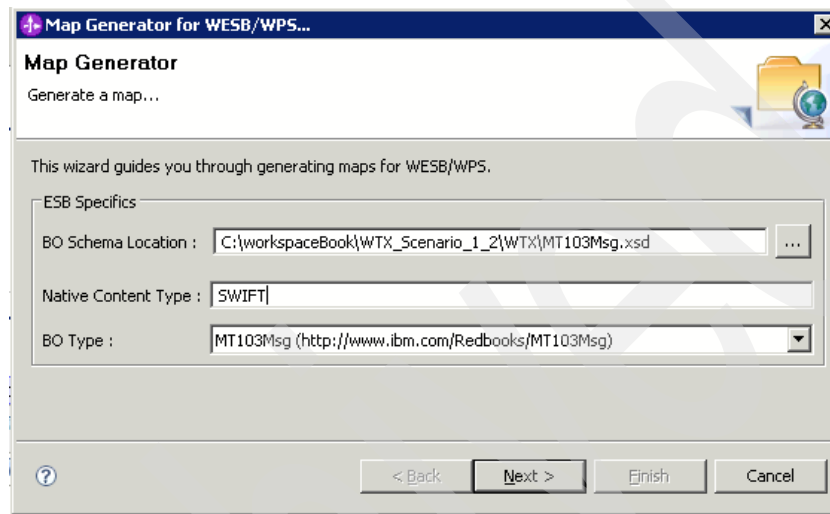 Map Generator for WESB/WPS...
Map Generator
Generate a map...
This wizard guides you through generating maps for WESB/WPS.
ESB Specifics
BO Schema Location : C:\workspaceBook\WTX_Scenario_1_2\WTX\MT103Msg.xsd ...
Native Content Type : SWIFT
BO Type : MT103Msg (http://www.ibm.com/Redbooks/MT103Msg)
? < Back Next > Finish Cancel